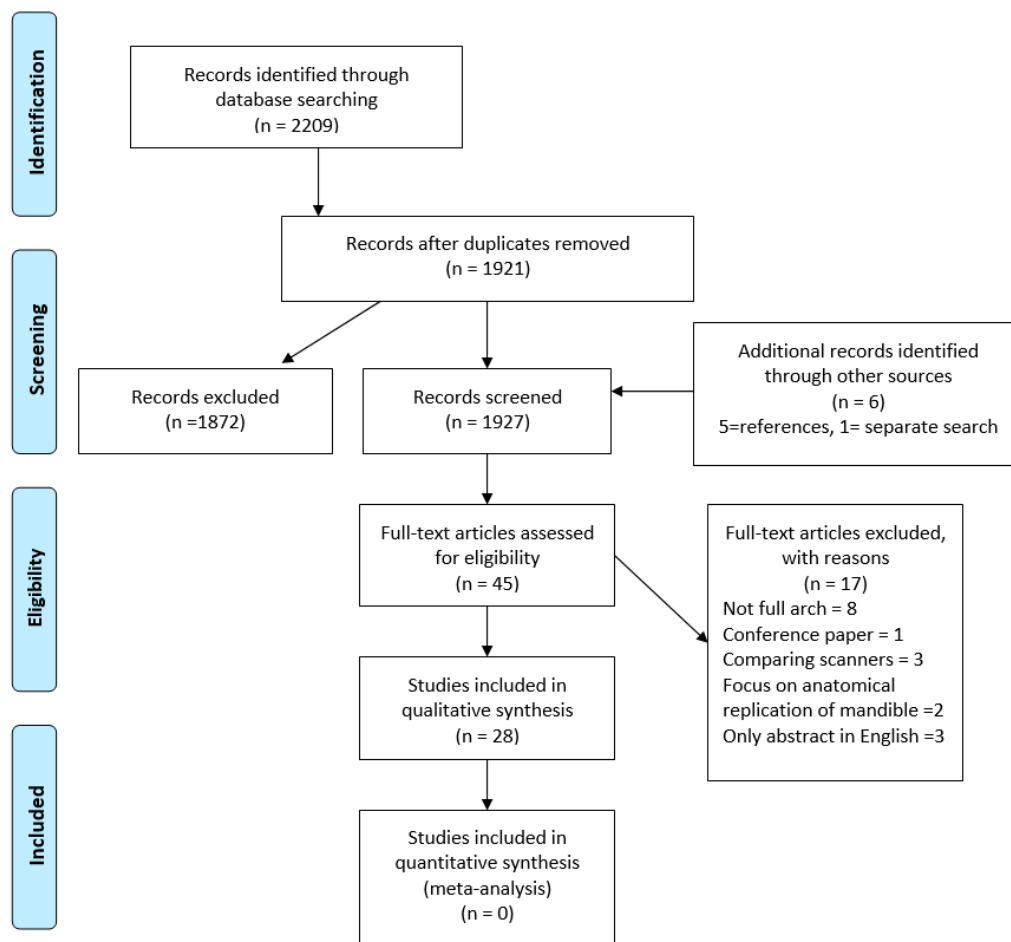 Identification
Records identified through
database searching
(n = 2209)
Records after duplicates removed
(n = 1921)
Screening
Records excluded
(n =1872)
Records screened
(n = 1927)
Additional records identified
through other sources
(n = 6)
5=references, 1= separate search
Eligibility
Full-text articles assessed
for eligibility
(n = 45)
Full-text articles excluded,
with reasons
(n = 17)
Not full arch = 8
Conference paper = 1
Comparing scanners = 3
Focus on anatomical
replication of mandible =2
Only abstract in English =3
Studies included in
qualitative synthesis
(n = 28)
Included
Studies included in
quantitative synthesis
(meta-analysis)
(n = 0)